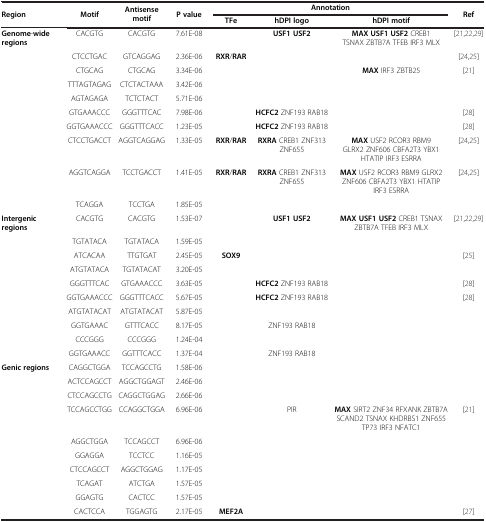 Region Motif Antisense motif P value Annotation Ref
TFe hDPI logo hDPI motif
Genome-wide regions CACGTG CACGTG 7.61E-08 USF1 USF2 MAX USF1 USF2 CREB1 [21,22,29]
TSNAX ZBTB7A TFEB IRF3 MLX
CTCCTGAC GTCAGGAG 2.36E-06 RXR/RAR [24,25]
CTGCAG CTGCAG 3.34E-06 MAX IRF3 ZBTB25 [21]
TTTAGTAGAG CTCTACTAAA 3.42E-06
AGTAGAGA TCTCTACT 5.71E-06
GTGAAACCC GGGTTTCAC 7.98E-06 HCFC2 ZNF193 RAB18 [28]
GGTGAAACCC GGGTTTCACC 1.23E-05 HCFC2 ZNF193 RAB18 [28]
CTCCTGACCT AGGTCAGGAG 1.33E-05 RXR/RAR RXRA CREB1 ZNF313 MAX USF2 RCOR3 RBM9 [24,25]
ZNF655 GLRX2 ZNF606 CBFA2T3 YBX1
HTATIP IRF3 ESRRA
AGGTCAGGA TCCTGACCT 1.41E-05 RXR/RAR RXRA CREB1 ZNF313 MAX USF2 RCOR3 RBM9 GLRX2 [24,25]
ZNF655 ZNF606 CBFA2T3 YBX1 HTATIP
IRF3 ESRRA
TCAGGA TCCTGA 1.85E-05
Intergenic regions CACGTG CACGTG 1.53E-07 USF1 USF2 MAX USF1 USF2 CREB1 TSNAX [21,22,29]
ZBTB7A TFEB IRF3 MLX
TGTATACA TGTATACA 1.59E-05
ATCACAA TTGTGAT 2.45E-05 SOX9 [25]
ATGTATACA TGTATACAT 3.20E-05
GGGTTTCAC GTGAAACCC 3.63E-05 HCFC2 ZNF193 RAB18 [28]
GGTGAAACCC GGGTTTCACC 5.67E-05 HCFC2 ZNF193 RAB18 [28]
ATGTATACAT ATGTATACAT 5.87E-05
GGTGAAAC GTTTCACC 8.17E-05 ZNF193 RAB18
CCCGGG CCCGGG 1.24E-04
GGTGAAACC GGTTTCACC 1.37E-04 ZNF193 RAB18
Genic regions CAGGCTGGA TCCAGCCTG 1.58E-06
ACTCCAGCCT AGGCTGGAGT 2.46E-06
CTCCAGCCTG CAGGCTGGAG 2.66E-06
TCCAGCCTGG CCAGGCTGGA 6.96E-06 PIR MAX SIRT2 ZNF34 RFXANK ZBTB7A [21]
SCAND2 TSNAX KHDRBS1 ZNF655
TP73 IRF3 NFATC1
AGGCTGGA TCCAGCCT 6.96E-06
GGAGGA TCCTCC 1.16E-05
CTCCAGCCT AGGCTGGAG 1.17E-05
TCAGAT ATCTGA 1.57E-05
GGAGTG CACTCC 1.57E-05
CACTCCA TGGAGTG 2.17E-05 MEF2A [27]